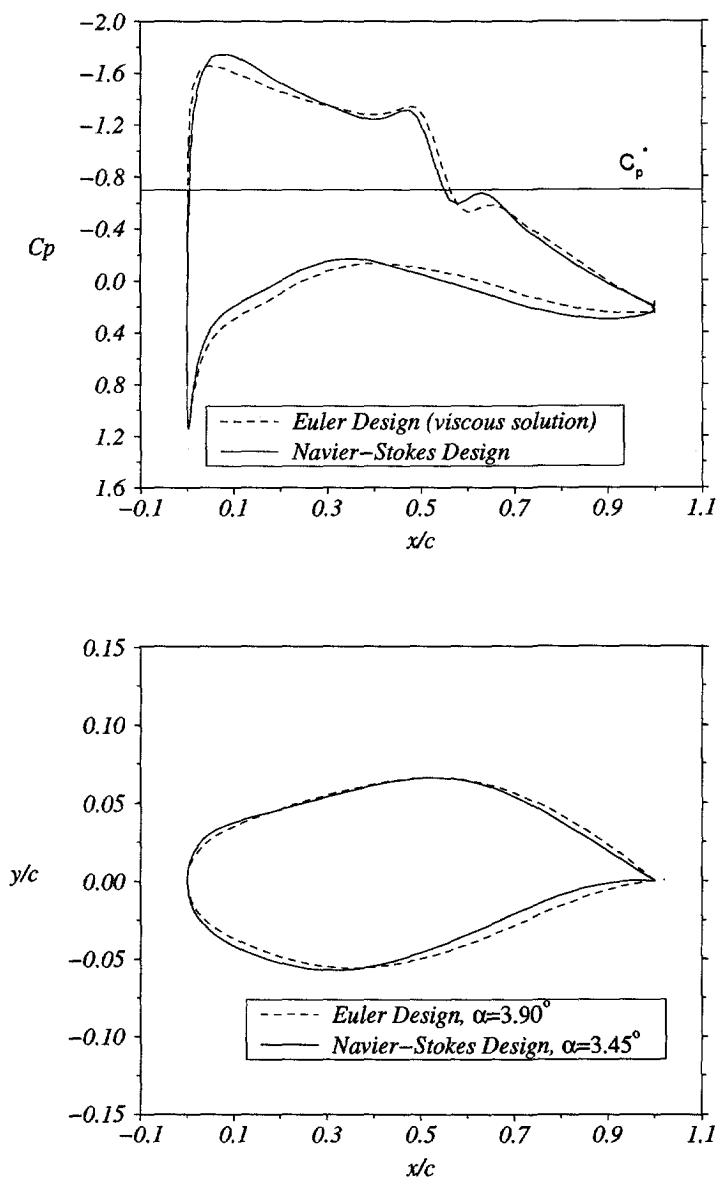 −2.0
−1.6
−1.2
−0.8
−0.4
0.0
0.4
0.8
1.2
1.6
Cp
Cp*
Euler Design (viscous solution)
Navier−Stokes Design
−0.1 0.1 0.3 0.5 0.7 0.9 1.1
x/c
0.15
0.10
0.05
0.00
−0.05
−0.10
−0.15
y/c
Euler Design, α=3.90°
Navier−Stokes Design, α=3.45°
−0.1 0.1 0.3 0.5 0.7 0.9 1.1
x/c